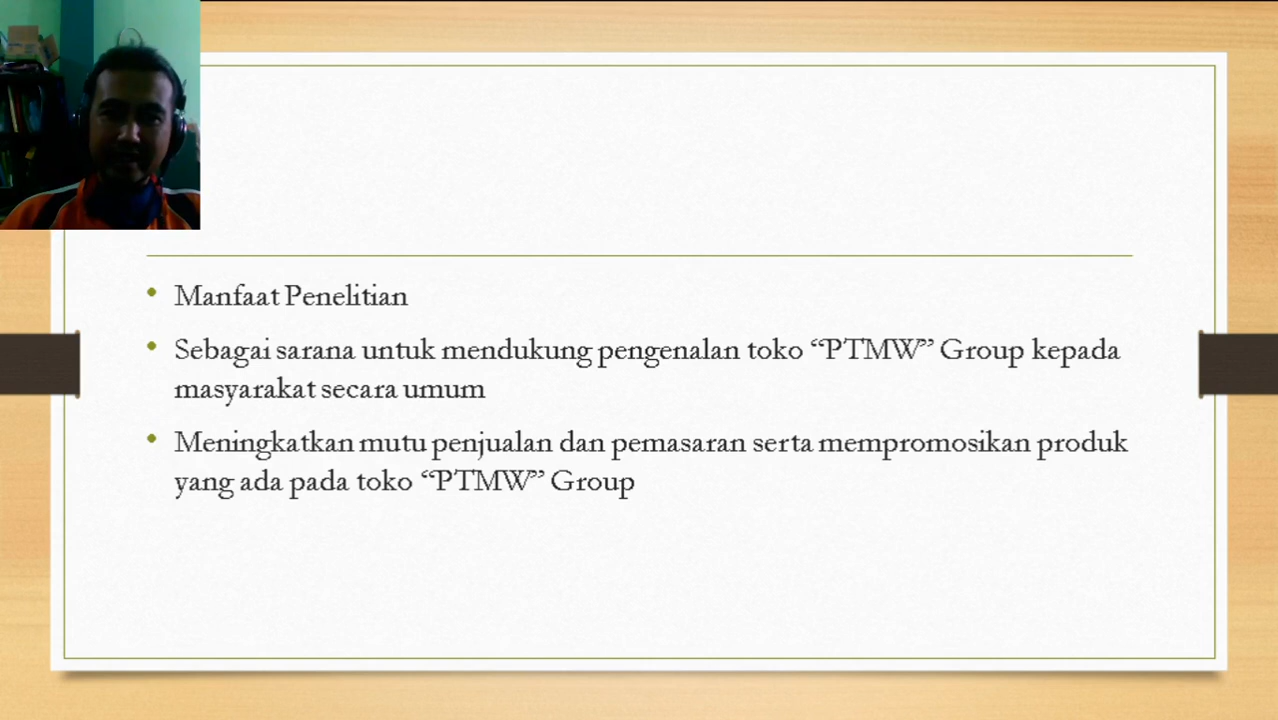 • Manfaat Penelitian
• Sebagai sarana untuk mendukung pengenalan toko “PTMW” Group kepada
masyarakat secara umum
• Meningkatkan mutu penjualan dan pemasaran serta mempromosikan produk
yang ada pada toko “PTMW” Group